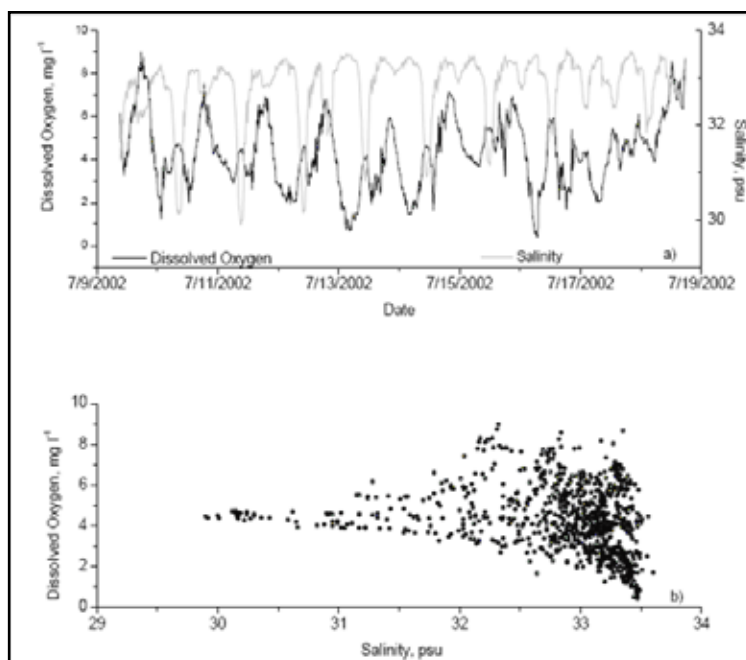 10
8
6
4
2
0
Dissolved Oxygen, mg l-1
34
32
30
Salinity, psu
Dissolved Oxygen
Salinity
a)
7/9/2002 7/11/2002 7/13/2002 7/15/2002 7/17/2002 7/19/2002
Date
10
8
6
4
2
0
Dissolved Oxygen, mg l-1
b)
29 30 31 32 33 34
Salinity, psu